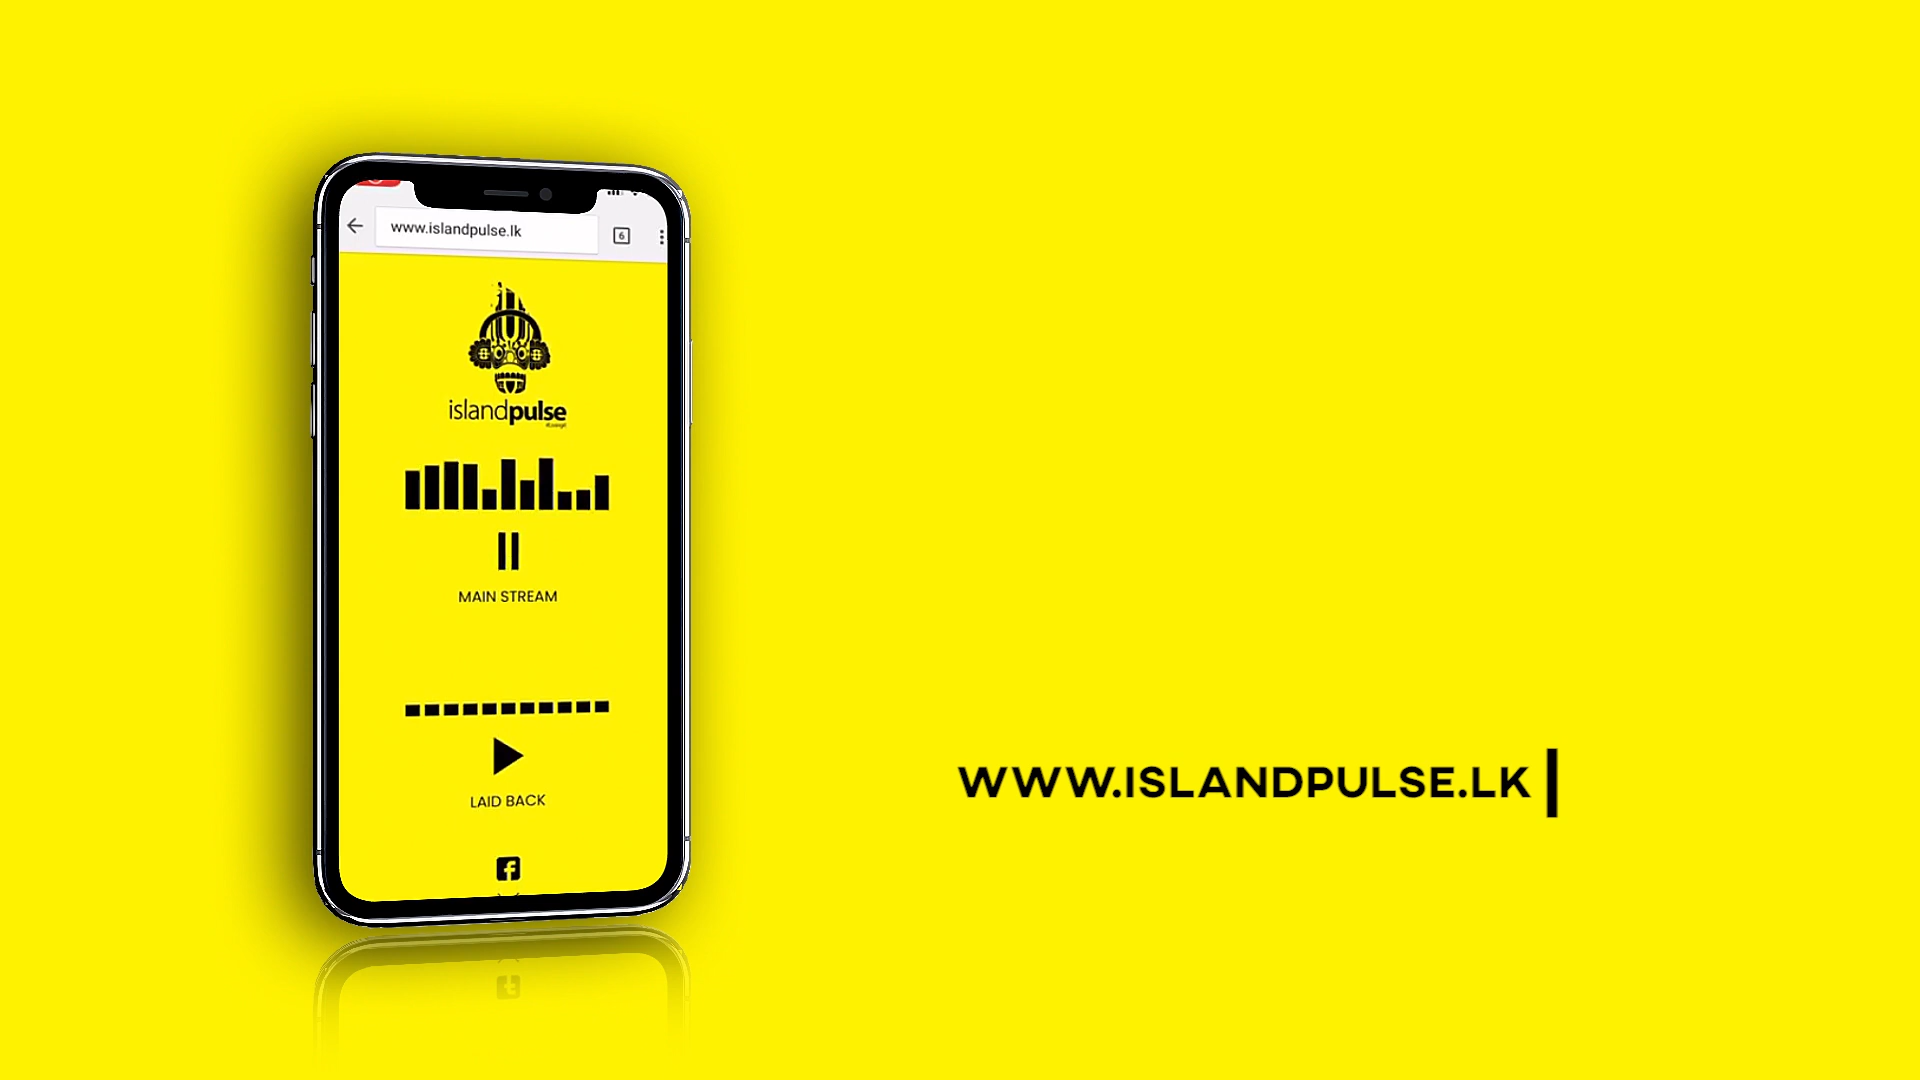 www.islandpulse.lk
6
islandpulse
MAIN STREAM
LAID BACK
WWW.ISLANDPULSE.LK